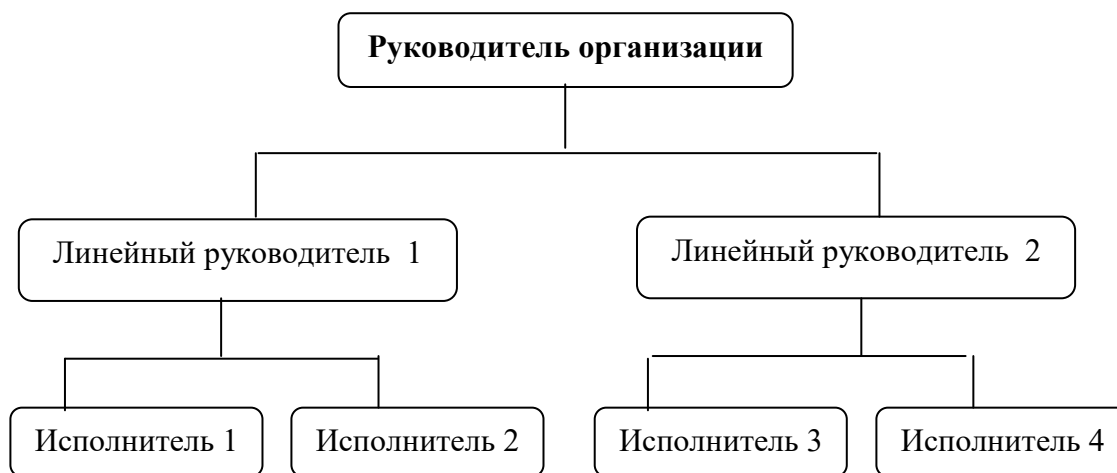 Руководитель организации
Линейный руководитель 1
Линейный руководитель 2
Исполнитель 1
Исполнитель 2
Исполнитель 3
Исполнитель 4